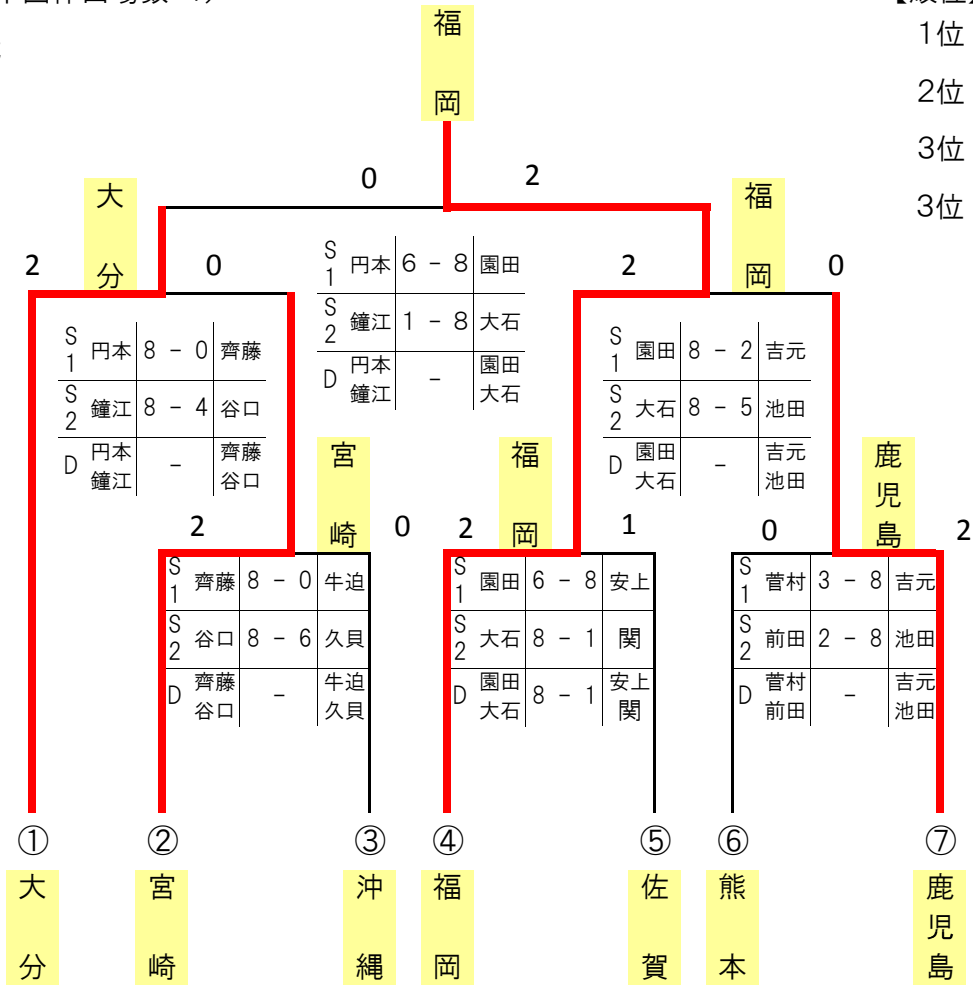 福岡
1位
2位
3位
3位
0 2
大分
福岡
2 0
2 0
S1 円本 6 - 8 園田
S2 鐘江 1 - 8 大石
D 円本 鐘江 - 園田 大石
S1 円本 8 - 0 齊藤
S2 鐘江 8 - 4 谷口
D 円本 鐘江 - 齊藤 谷口
S1 園田 8 - 2 吉元
S2 大石 8 - 5 池田
D 園田 大石 - 吉元 池田
宮崎
福岡
鹿児島
2 0
2 1
0 2
S1 齊藤 8 - 0 牛迫
S2 谷口 8 - 6 久貝
D 齊藤 谷口 - 牛迫 久貝
S1 園田 6 - 8 安上
S2 大石 8 - 1 関
D 園田 大石 8 - 1 安上 関
S1 菅村 3 - 8 吉元
S2 前田 2 - 8 池田
D 菅村 前田 - 吉元 池田
① ② ③ ④ ⑤ ⑥ ⑦
大分 宮崎 沖縄 福岡 佐賀 熊本 鹿児島